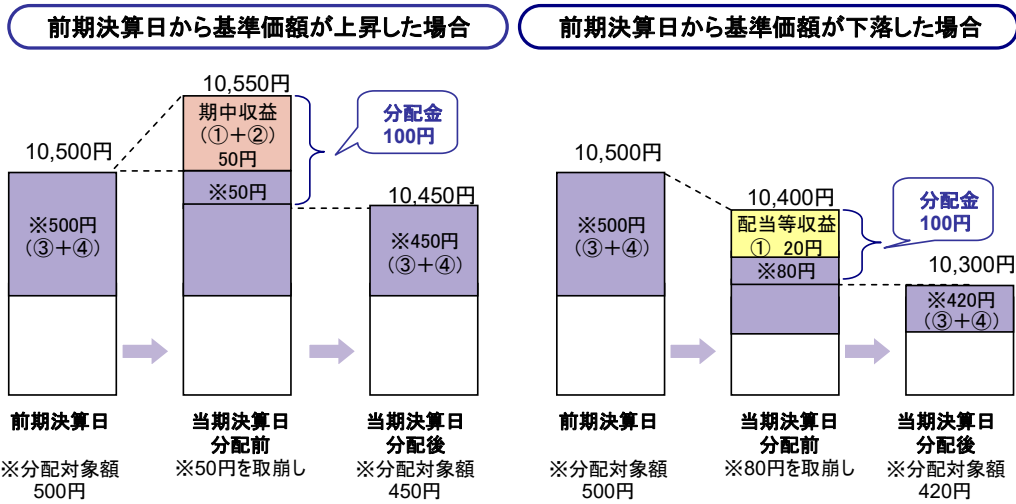 前期決算日から基準価額が上昇した場合
10,550円
期中収益
(①+②)
50円
分配金
100円
10,500円
※50円
10,450円
※500円
(③+④)
※450円
(③+④)
前期決算日
当期決算日
分配前
当期決算日
分配後
※分配対象額
500円
※50円を取崩し
※分配対象額
450円
前期決算日から基準価額が下落した場合
10,500円
10,400円
分配金
100円
配当等収益
(① 20円
※500円
(③+④)
※80円
10,300円
※420円
(③+④)
前期決算日
当期決算日
分配前
当期決算日
分配後
※分配対象額
500円
※80円を取崩し
※分配対象額
420円